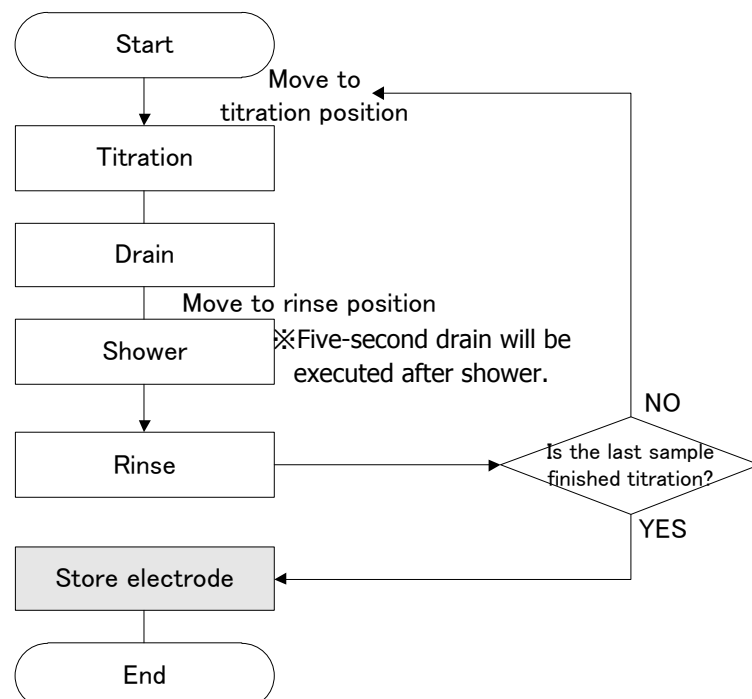 Start
Move to
titration position
Titration
Drain
Move to rinse position
Shower
※Five-second drain will be
executed after shower.
NO
Rinse
Is the last sample
finished titration?
YES
Store electrode
End